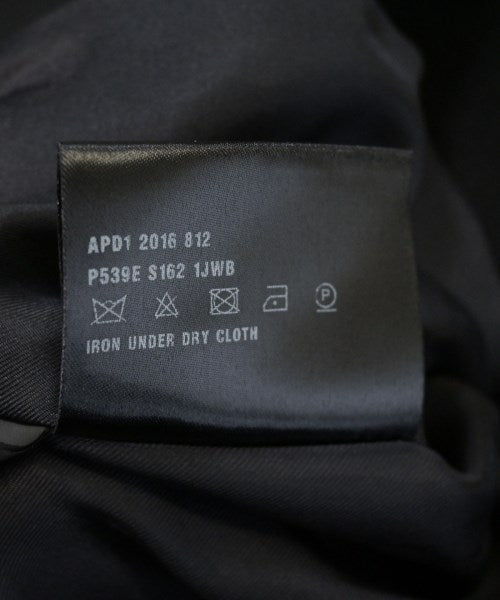 APD1 2016 812
P539E S162 1JWB
P
IRON UNDER DRY CLOTH